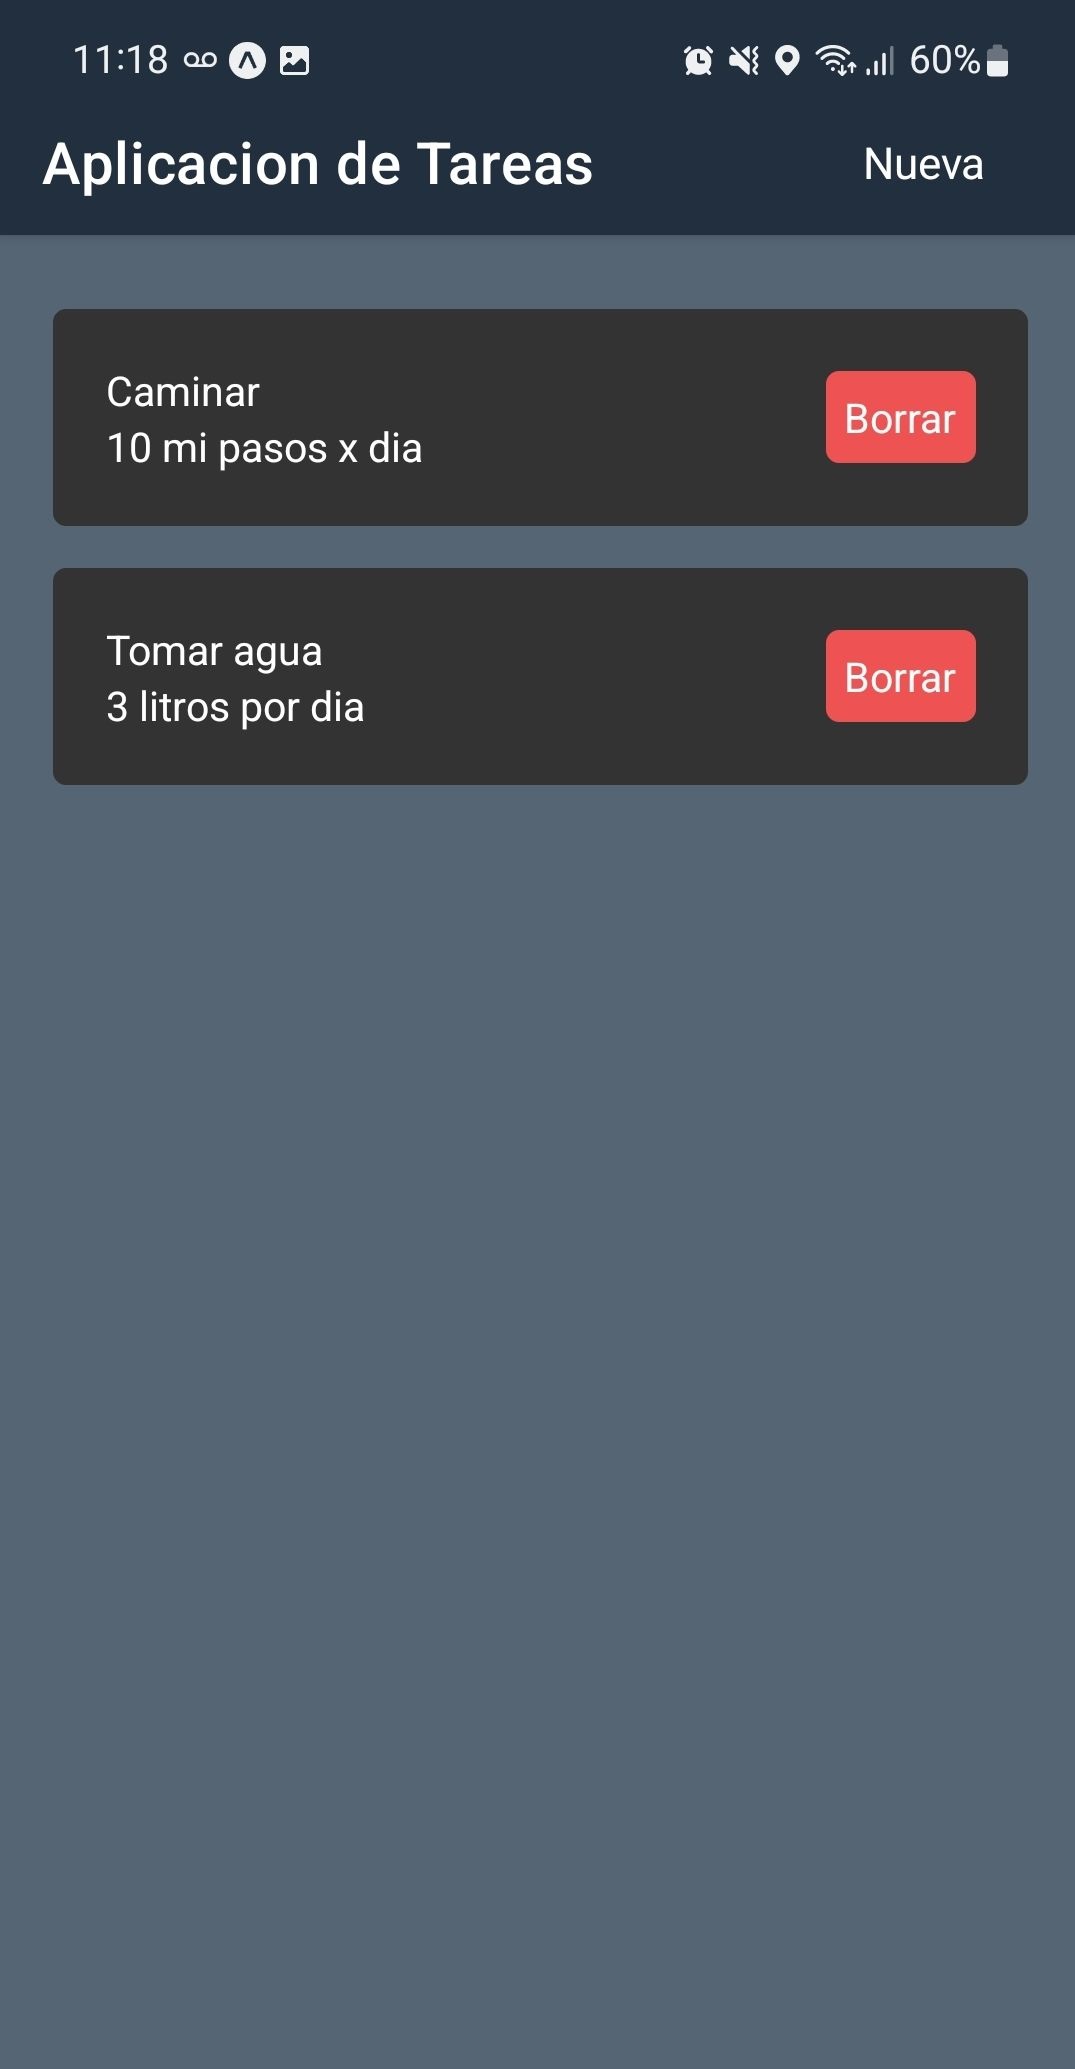 11:18
60%
Aplicacion de Tareas
Nueva
Caminar
10 mi pasos x dia
Borrar
Tomar agua
3 litros por dia
Borrar